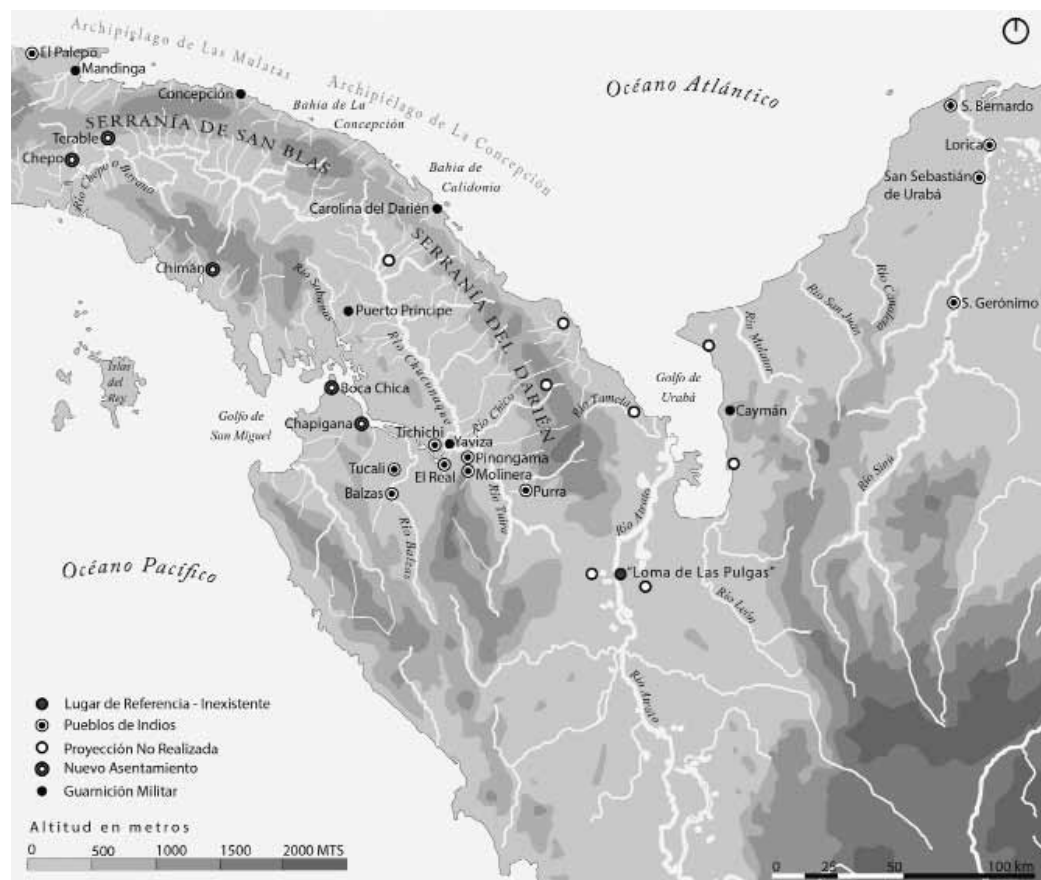 Archipiélago de Las Mulatas
El Palepo
Mandinga
Archipiélago de La Concepción
Océano Atlántico
Concepción
Bahía de La
Concepción
S. Bernardo
SERRANÍA DE SAN BLAS
Terable
Chepo
Río Chepo o Bayano
Lorica
Bahia de
Calidonia
San Sebastián
de Urabá
Carolina del Darién
SERRANÍA DEL DARIÉN
Chimán
Río Sabanas
Río San Juan
Río Canaleta
Puerto Principe
S. Gerónimo
Río Mulatos
Río Chucunaque
Islas
del
Rey
Golfo de
Urabá
Boca Chica
Río Chico
Río Tamela
Caymán
Golfo de
San Miguel
Chapigana
Tichichi
Yaviza
Pinongama
Tucali
El Real
Molinera
Río Sinú
Balzas
Purra
Río Tuira
Río Atrato
Río Balzas
Océano Pacífico
"Loma de Las Pulgas"
Río León
Río Atrato
Lugar de Referencia - Inexistente
Pueblos de Indios
Proyección No Realizada
Nuevo Asentamiento
Guarnición Militar
Altitud en metros
0 500 1000 1500 2000 MTS
0 25 50 100 km